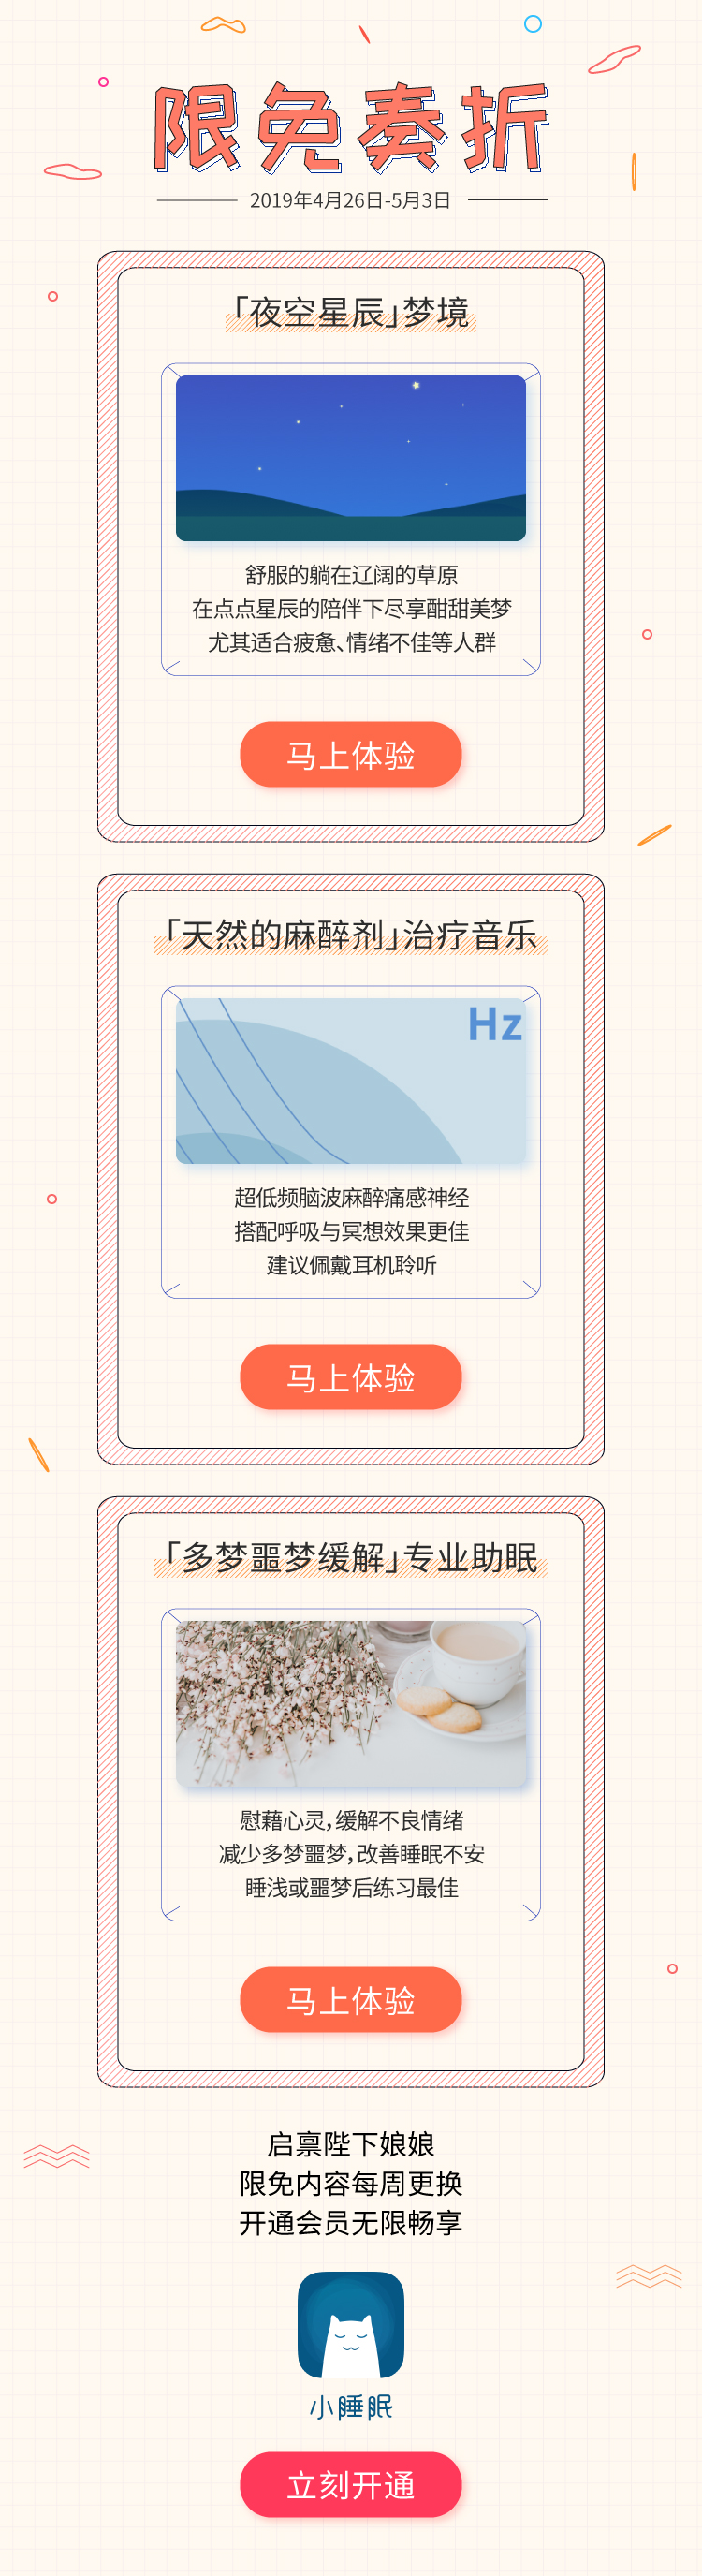 限免奏折
2019年4月26日-5月3日
「夜空星辰」梦境
舒服的躺在辽阔的草原
在点点星辰的陪伴下尽享酣甜美梦
尤其适合疲惫、情绪不佳等人群
马上体验
「天然的麻醉剂」治疗音乐
Hz
超低频脑波麻醉痛感神经
搭配呼吸与冥想效果更佳
建议佩戴耳机聆听
马上体验
「多梦噩梦缓解」专业助眠
慰藉心灵，缓解不良情绪
减少多梦噩梦，改善睡眠不安
睡浅或噩梦后练习最佳
马上体验
启禀陛下娘娘
限免内容每周更换
开通会员无限畅享
小睡眠
立刻开通